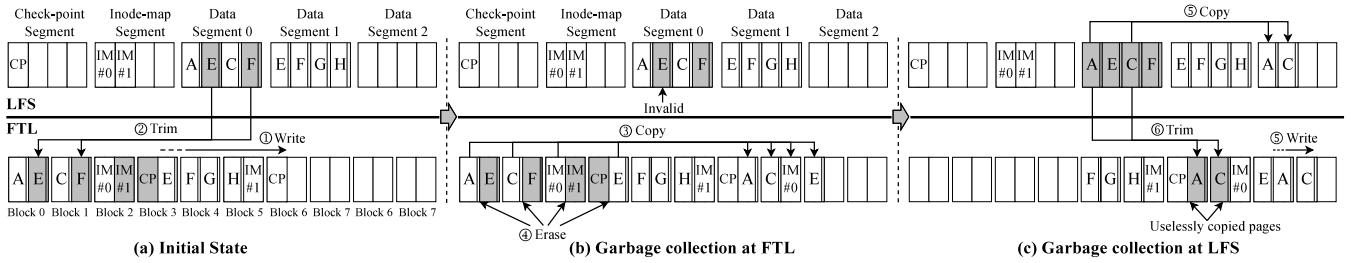 Check-point Segment
Inode-map Segment
Data Segment 0
Data Segment 1
Data Segment 2
CP
IM #0
IM #1
A E C F
E F G H
LFS
FTL
② Trim
① Write
A E C F
IM #0
IM #1
CP E F G H
IM #1
CP
Block 0 Block 1 Block 2 Block 3 Block 4 Block 5 Block 6 Block 7 Block 6 Block 7
(a) Initial State
Check-point Segment
Inode-map Segment
Data Segment 0
Data Segment 1
Data Segment 2
CP
IM #0
IM #1
A E C F
E F G H
Invalid
③ Copy
A E C F
IM #0
IM #1
CP E F G H
IM #1
CP A C
IM #0
E
④ Erase
(b) Garbage collection at FTL
⑤ Copy
CP
IM #0
IM #1
A E C F
E F G H
A C
⑥ Trim
⑤ Write
F G H
IM #1
CP A C
IM #0
E A C
Uselessly copied pages
(c) Garbage collection at LFS